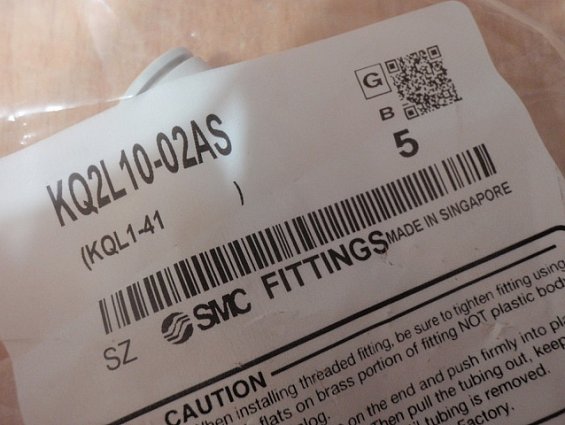 G
B
5
KQ2L10-02AS
(KQL1-41 )
MADE IN SINGAPORE
SZ SMC FITTINGS
CAUTION
When installing threaded fitting, be sure to tighten fitting using
flats on brass portion of fitting NOT plastic body
on the end and push firmly into
Then pull the tubing out, keep
tubing is removed.
Factory.